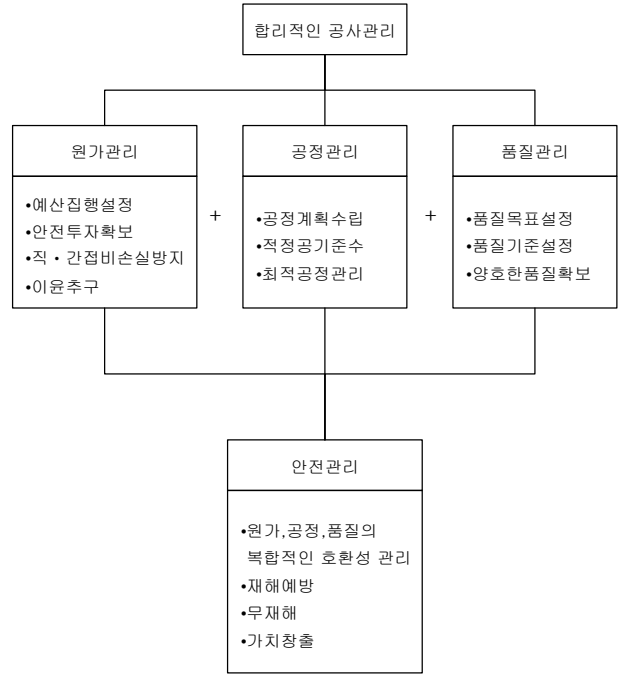 합리적인 공사관리
원가관리
•예산집행설정
•안전투자확보
•직・간접비손실방지
•이윤추구
+
공정관리
•공정계획수립
•적정공기준수
•최적공정관리
+
품질관리
•품질목표설정
•품질기준설정
•양호한품질확보
안전관리
•원가,공정,품질의
복합적인 호환성 관리
•재해예방
•무재해
•가치창출